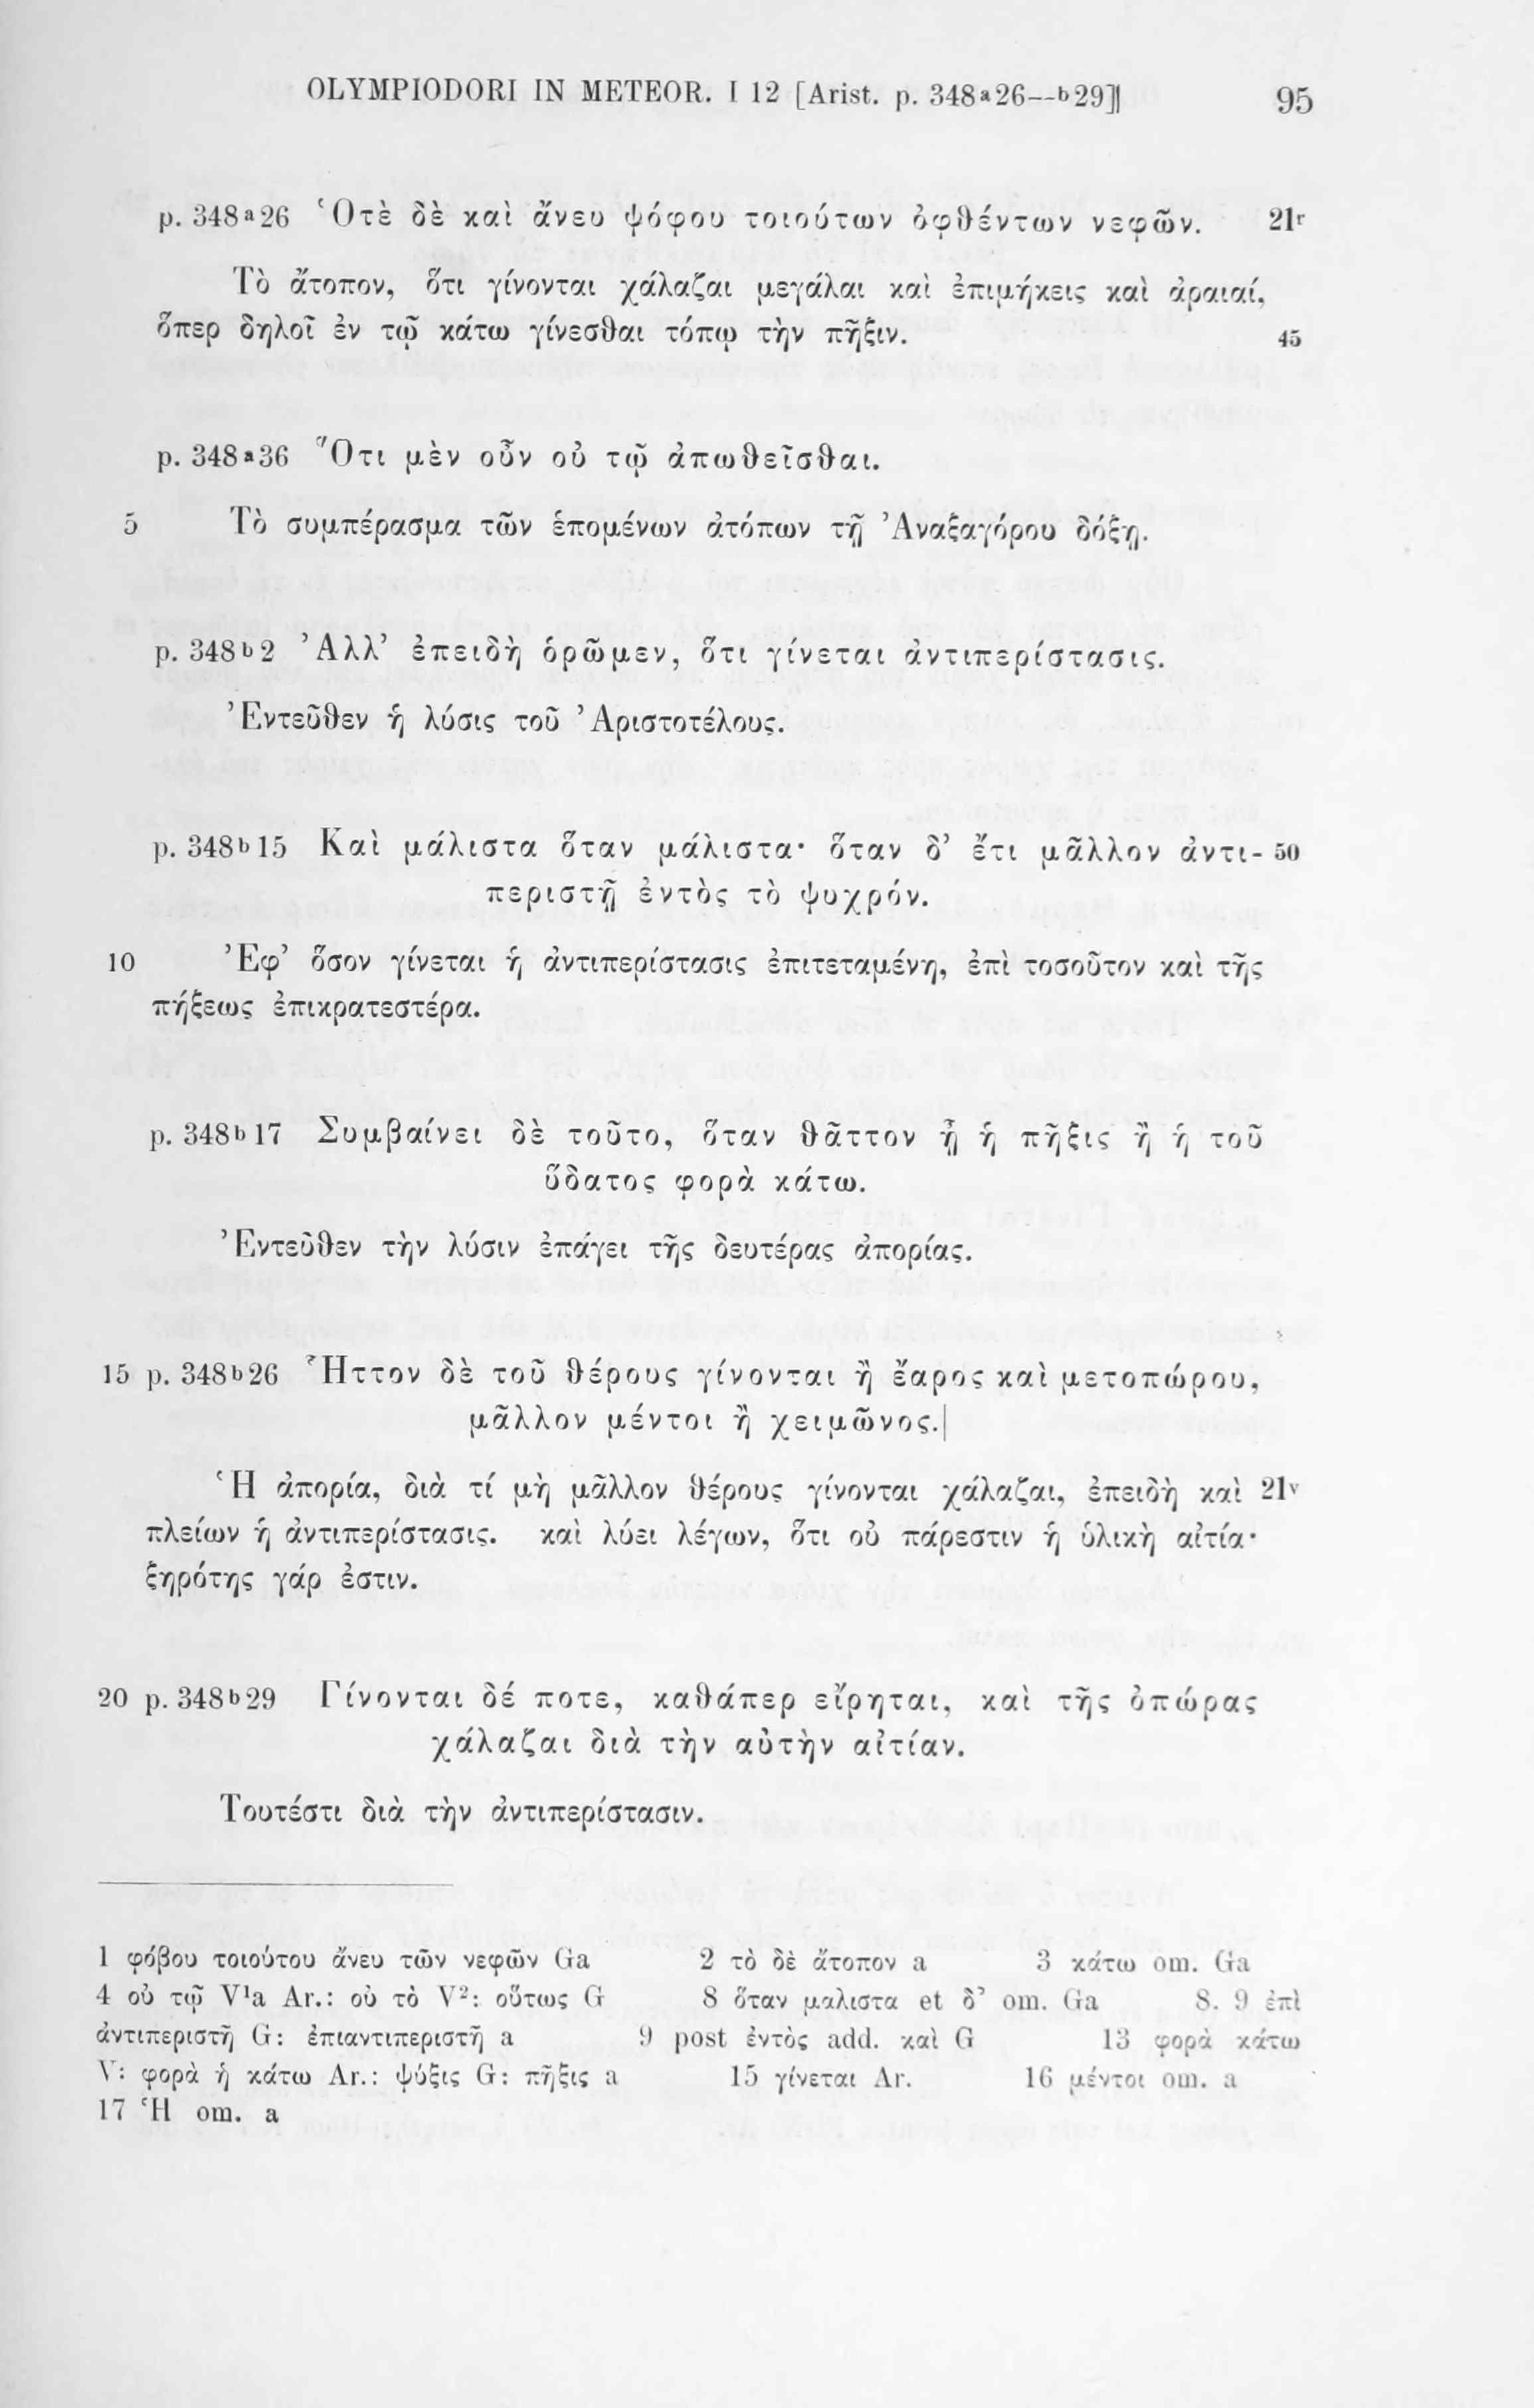 OLYMPIODORI IN METEOR. I 12 [Arist. p. 348a26—b29] 95
p. 348a26 Ὁτὲ δὲ καὶ ἄνευ ψόφου τοιούτων ὀφθέντων νεφῶν. 21r
Τὸ ἄτοπον, ὅτι γίνονται χάλαζαι μεγάλαι καὶ ἐπιμήκεις καὶ ἀραιαί,
ὅπερ δηλοῖ ἐν τῷ κάτω γίνεσθαι τόπῳ τὴν πῆξιν. 45
p. 348a36 Ὅτι μὲν οὖν οὐ τῷ ἀπωθεῖσθαι.
5 Τὸ συμπέρασμα τῶν ἑπομένων ἀτόπων τῇ Ἀναξαγόρου δόξῃ.
p. 348b2 Ἀλλ’ ἐπειδὴ ὁρῶμεν, ὅτι γίνεται ἀντιπερίστασις.
Ἐντεῦθεν ἡ λύσις τοῦ Ἀριστοτέλους.
p. 348b15 Καὶ μάλιστα ὅταν μάλιστα· ὅταν δ’ ἔτι μᾶλλον ἀντι- 50
περιστῇ ἐντὸς τὸ ψυχρόν.
10 Ἐφ’ ὅσον γίνεται ἡ ἀντιπερίστασις ἐπιτεταμένη, ἐπὶ τοσοῦτον καὶ τῆς
πήξεως ἐπικρατεστέρα.
p. 348b17 Συμβαίνει δὲ τοῦτο, ὅταν θᾶττον ᾖ ἡ πῆξις ἢ ἡ τοῦ
ὕδατος φορὰ κάτω.
Ἐντεῦθεν τὴν λύσιν ἐπάγει τῆς δευτέρας ἀπορίας.
15 p. 348b26 Ἧττον δὲ τοῦ θέρους γίνονται ἢ ἔαρος καὶ μετοπώρου,
μᾶλλον μέντοι ἢ χειμῶνος.|
Ἡ ἀπορία, διὰ τί μὴ μᾶλλον θέρους γίνονται χάλαζαι, ἐπειδὴ καὶ 21v
πλείων ἡ ἀντιπερίστασις. καὶ λύει λέγων, ὅτι οὐ πάρεστιν ἡ ὑλικὴ αἰτία·
ξηρότης γάρ ἐστιν.
20 p. 348b29 Γίνονται δέ ποτε, καθάπερ εἴρηται, καὶ τῆς ὀπώρας
χάλαζαι διὰ τὴν αὐτὴν αἰτίαν.
Τουτέστι διὰ τὴν ἀντιπερίστασιν.
1 φόβου τοιούτου ἄνευ τῶν νεφῶν Ga 2 τὸ δὲ ἄτοπον a 3 κάτω om. Ga
4 οὐ τῷ V1a Ar.: οὐ τὸ V2: οὕτως G 8 ὅταν μαλιστα et δ’ om. Ga 8. 9 ἐπὶ
ἀντιπεριστῇ G: ἐπιαντιπεριστῇ a 9 post ἐντὸς add. καὶ G 13 φορὰ κάτω
V: φορὰ ἡ κάτω Ar.: ψύξις G: πῆξις a 15 γίνεται Ar. 16 μέντοι om. a
17 Ἡ om. a